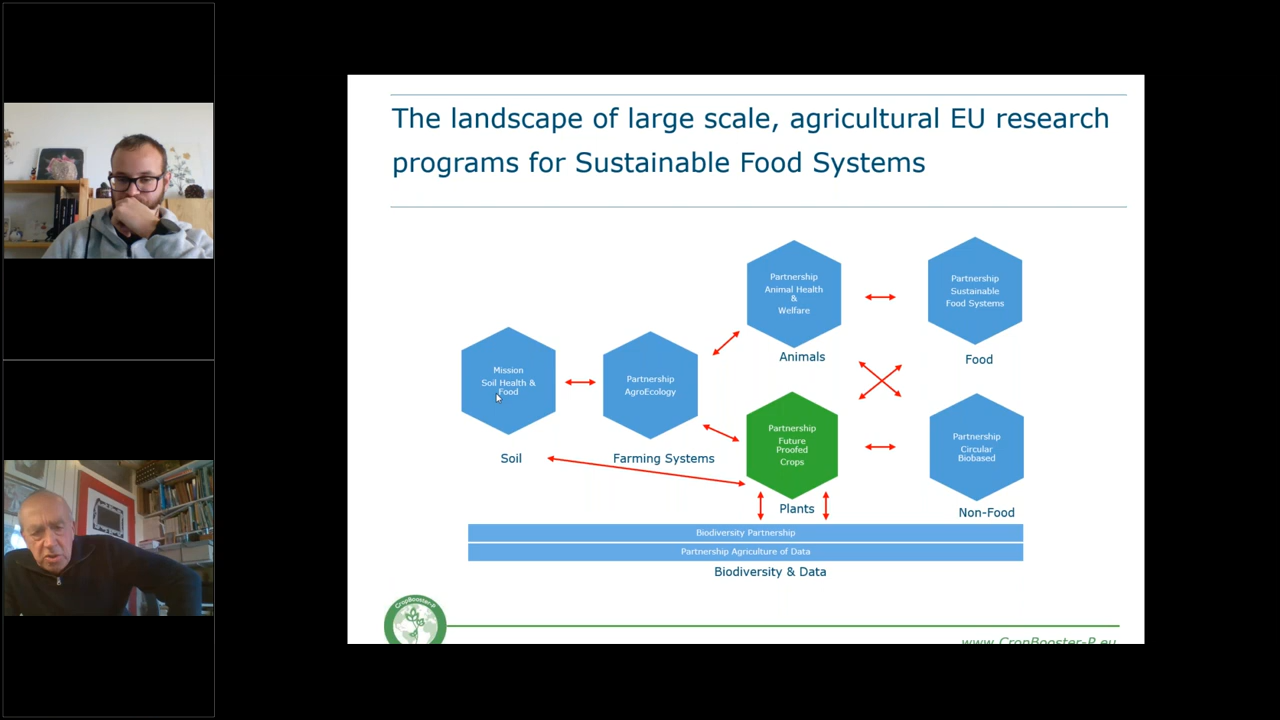 The landscape of large scale, agricultural EU research
programs for Sustainable Food Systems
Partnership
Animal Health
&
Welfare
Animals
Partnership
Sustainable
Food Systems
Food
Mission
Soil Health &
Food
Soil
Partnership
AgroEcology
Farming Systems
Partnership
Future
Proofed
Crops
Plants
Partnership
Circular
Biobased
Non-Food
Biodiversity Partnership
Partnership Agriculture of Data
Biodiversity & Data
CropBooster-P
www.CropBooster-P.eu